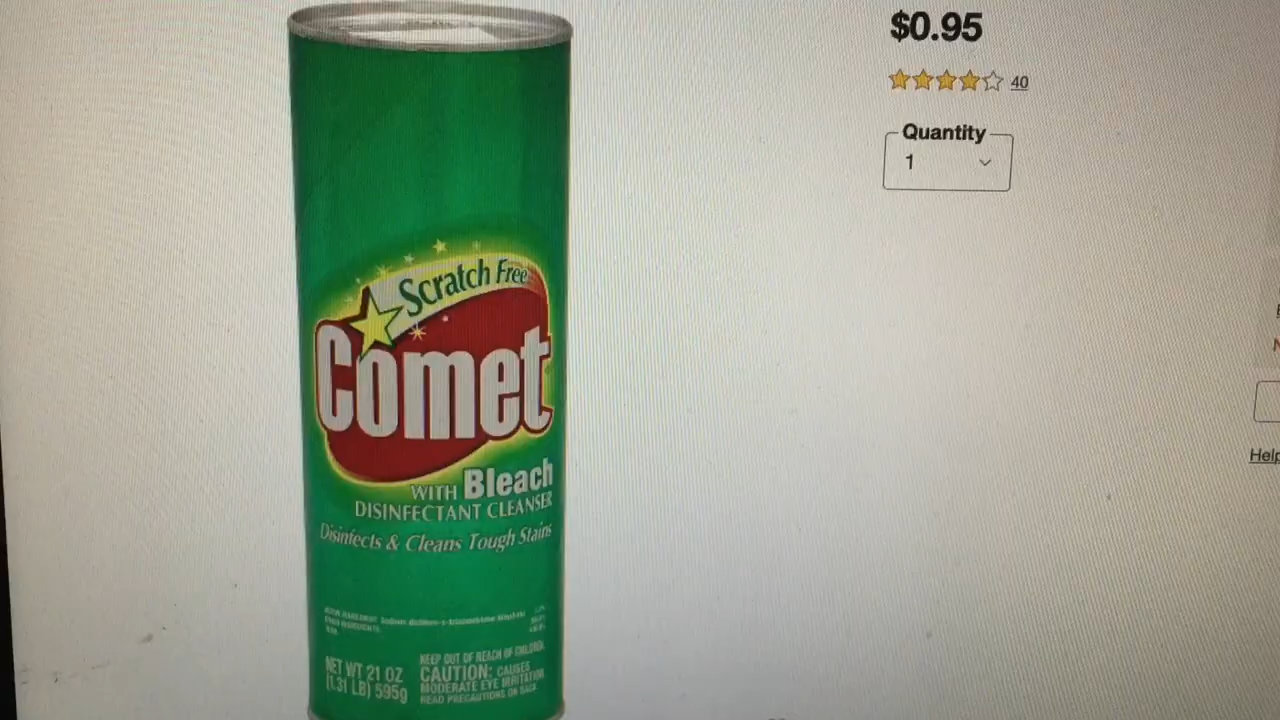 $0.95
40
Quantity
1
Scratch Free
Comet
WITH Bleach
DISINFECTANT CLEANSER
Disinfects & Cleans Tough Stains
NET WT 21 OZ
(1.31 LB) 595g
KEEP OUT OF REACH OF CHILDREN
CAUTION: CAUSES
MODERATE EYE IRRITATION
READ PRECAUTIONS ON BACK
Help